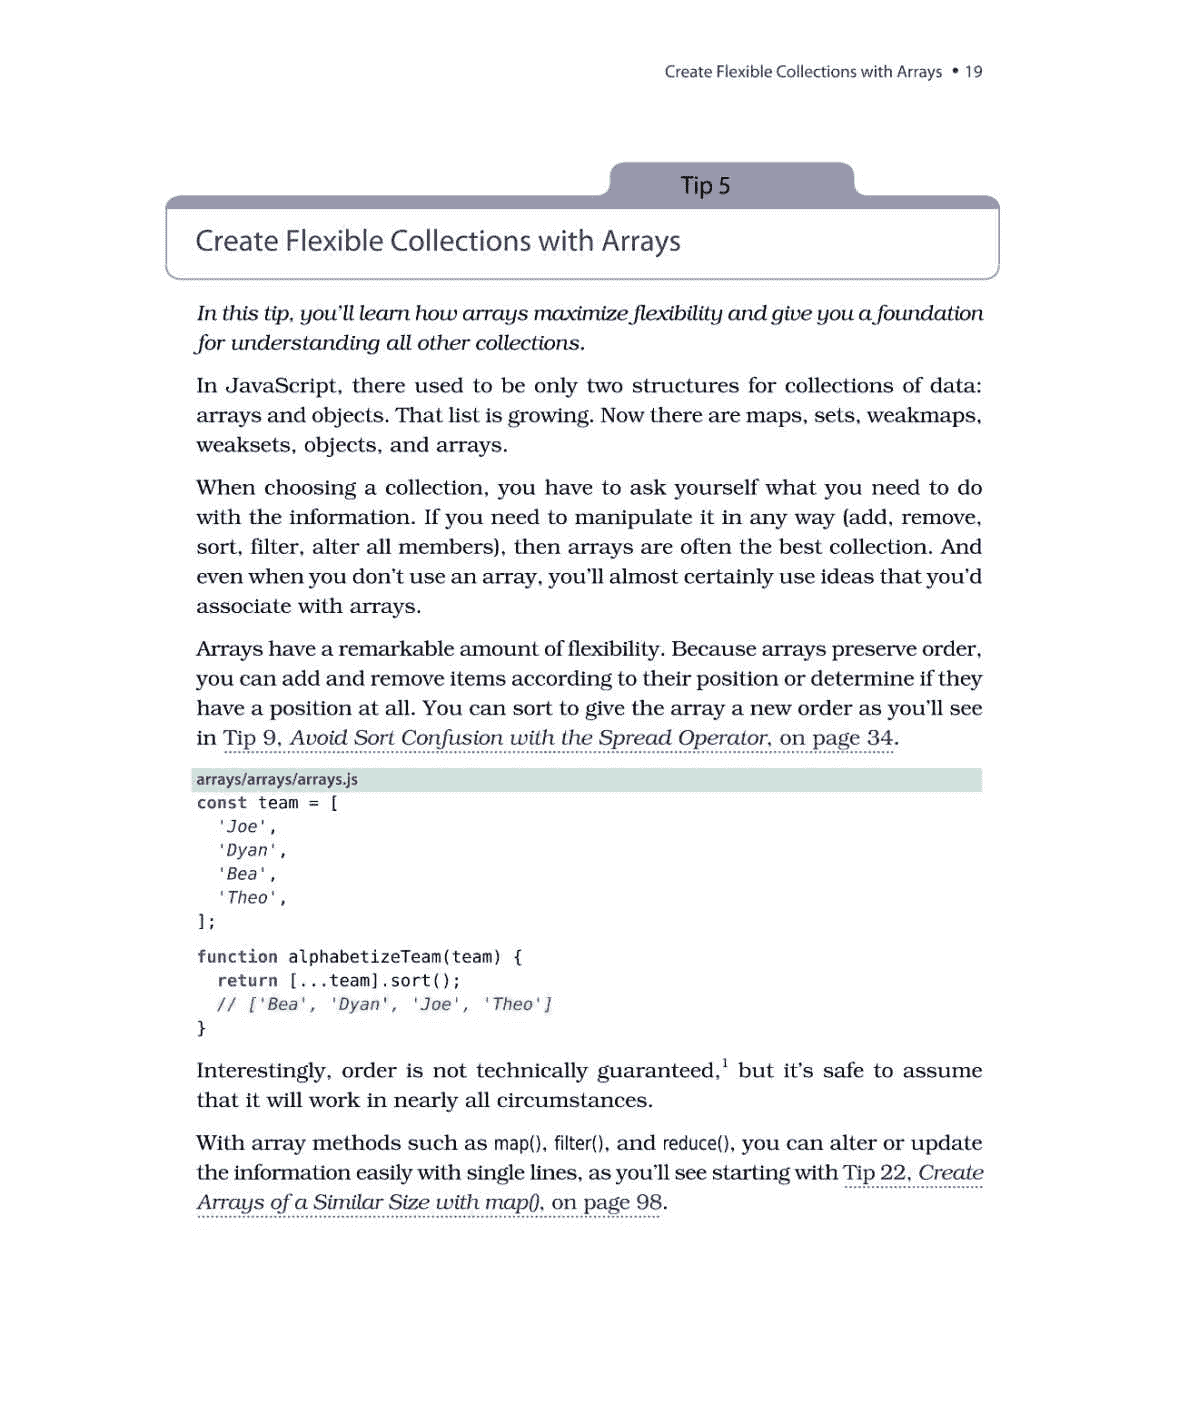 Create Flexible Collections with Arrays • 19
Tip 5
Create Flexible Collections with Arrays
In this tip, you'll learn how arrays maximize flexibility and give you a foundation
for understanding all other collections.
In JavaScript, there used to be only two structures for collections of data:
arrays and objects. That list is growing. Now there are maps, sets, weakmaps,
weaksets, objects, and arrays.
When choosing a collection, you have to ask yourself what you need to do
with the information. If you need to manipulate it in any way (add, remove,
sort, filter, alter all members), then arrays are often the best collection. And
even when you don't use an array, you'll almost certainly use ideas that you'd
associate with arrays.
Arrays have a remarkable amount of flexibility. Because arrays preserve order,
you can add and remove items according to their position or determine if they
have a position at all. You can sort to give the array a new order as you'll see
in Tip 9, Avoid Sort Confusion with the Spread Operator, on page 34.
arrays/arrays/arrays.js
const team = [
  'Joe',
  'Dyan',
  'Bea',
  'Theo',
];
function alphabetizeTeam(team) {
  return [...team].sort();
  // ['Bea', 'Dyan', 'Joe', 'Theo']
}
Interestingly, order is not technically guaranteed,1 but it's safe to assume
that it will work in nearly all circumstances.
With array methods such as map(), filter(), and reduce(), you can alter or update
the information easily with single lines, as you'll see starting with Tip 22, Create
Arrays of a Similar Size with map(), on page 98.